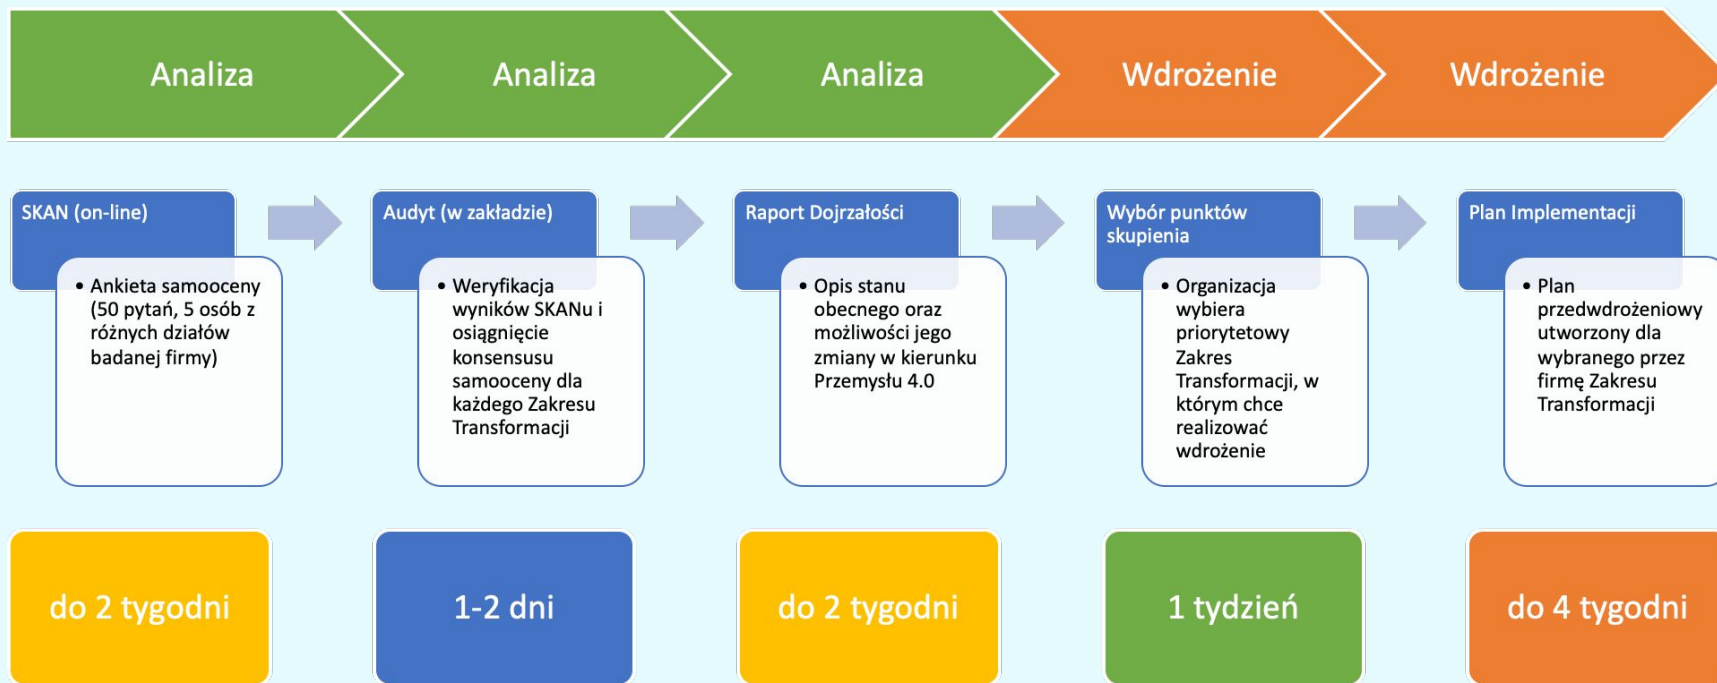 Analiza
Analiza
Analiza
Wdrożenie
Wdrożenie
SKAN (on-line)
• Ankieta samooceny
(50 pytań, 5 osób z
różnych działów
badanej firmy)
Audyt (w zakładzie)
• Weryfikacja
wyników SKANu i
osiągnięcie
konsensusu
samooceny dla
każdego Zakresu
Transformacji
Raport Dojrzałości
• Opis stanu
obecnego oraz
możliwości jego
zmiany w kierunku
Przemysłu 4.0
Wybór punktów
skupienia
• Organizacja
wybiera
priorytetowy
Zakres
Transformacji, w
którym chce
realizować
wdrożenie
Plan Implementacji
• Plan
przedwdrożeniowy
utworzony dla
wybranego przez
firmę Zakresu
Transformacji
do 2 tygodni
1-2 dni
do 2 tygodni
1 tydzień
do 4 tygodni